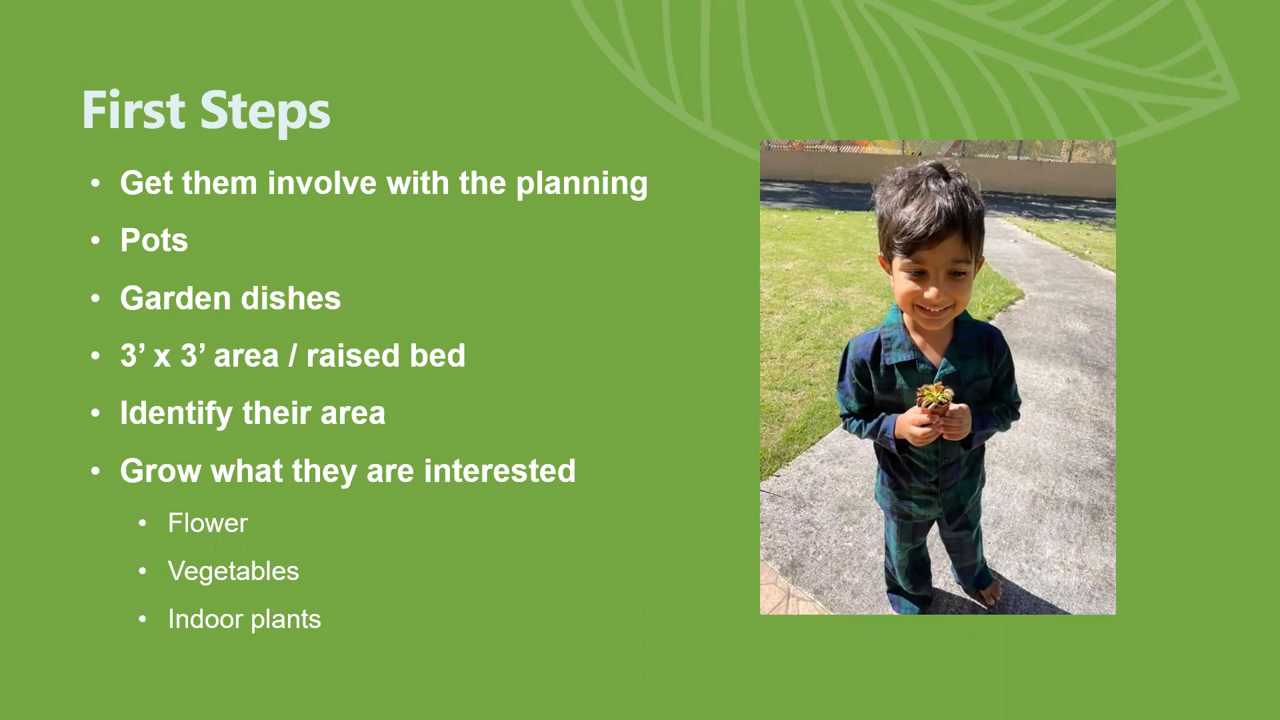 First Steps
• Get them involve with the planning
• Pots
• Garden dishes
• 3’ x 3’ area / raised bed
• Identify their area
• Grow what they are interested
• Flower
• Vegetables
• Indoor plants